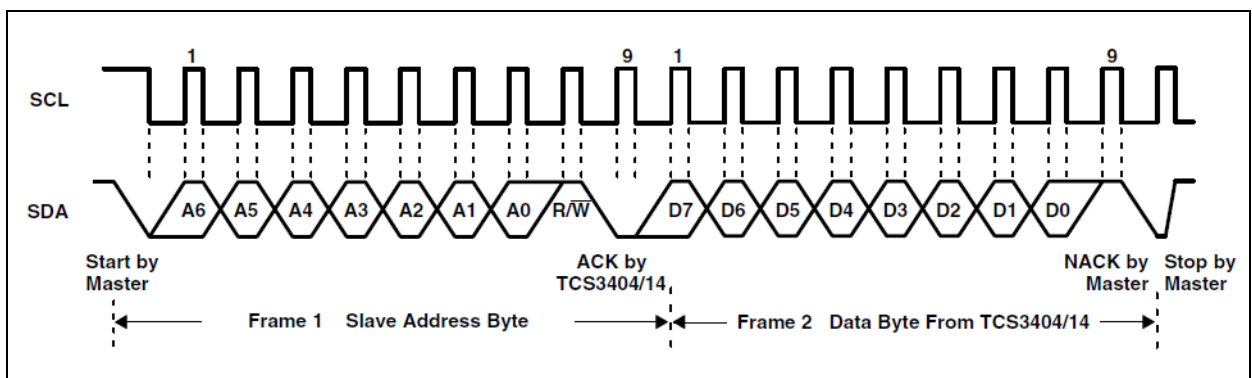 1 9 1 9
SCL
SDA A6 A5 A4 A3 A2 A1 A0 R/W D7 D6 D5 D4 D3 D2 D1 D0
Start by ACK by NACK by Stop by
Master TCS3404/14 Master Master
Frame 1 Slave Address Byte Frame 2 Data Byte From TCS3404/14